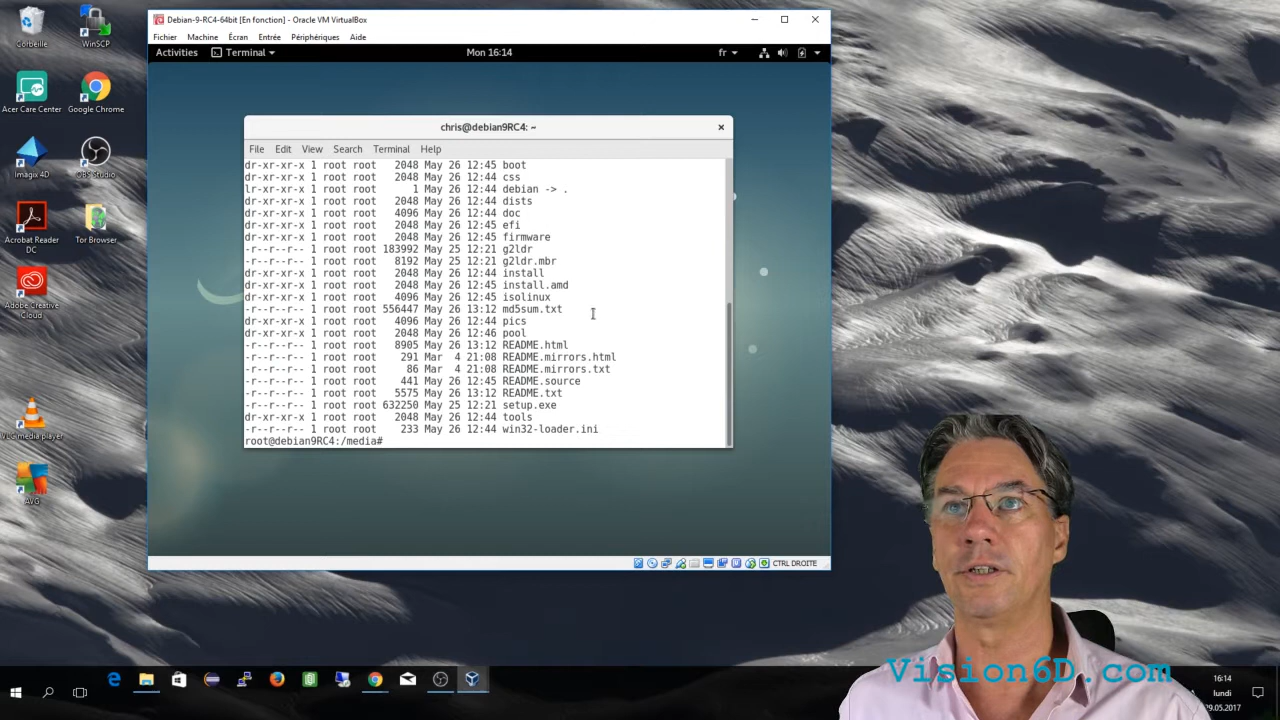 Corbeille
WinSCP
Acer Care Center
Google Chrome
Imagix 4D
OBS Studio
Acrobat Reader
DC
Tor Browser
Adobe Creative
Cloud
VLC media player
AVG
Debian-9-RC4-64bit [En fonction] - Oracle VM VirtualBox
Fichier Machine Écran Entrée Périphériques Aide
Activities Terminal Mon 16:14 fr
chris@debian9RC4: ~
File Edit View Search Terminal Help
dr-xr-xr-x 1 root root 2048 May 26 12:45 boot
dr-xr-xr-x 1 root root 2048 May 26 12:44 css
lr-xr-xr-x 1 root root 1 May 26 12:44 debian -> .
dr-xr-xr-x 1 root root 2048 May 26 12:44 dists
dr-xr-xr-x 1 root root 4096 May 26 12:44 doc
dr-xr-xr-x 1 root root 2048 May 26 12:45 efi
dr-xr-xr-x 1 root root 2048 May 26 12:45 firmware
-r--r--r-- 1 root root 183992 May 25 12:21 g2ldr
-r--r--r-- 1 root root 8192 May 25 12:21 g2ldr.mbr
dr-xr-xr-x 1 root root 2048 May 26 12:44 install
dr-xr-xr-x 1 root root 2048 May 26 12:44 install.amd
dr-xr-xr-x 1 root root 4096 May 26 12:45 isolinux
-r--r--r-- 1 root root 556447 May 26 13:12 md5sum.txt
dr-xr-xr-x 1 root root 4096 May 26 12:44 pics
dr-xr-xr-x 1 root root 2048 May 26 12:46 pool
-r--r--r-- 1 root root 8905 May 26 13:12 README.html
-r--r--r-- 1 root root 291 Mar 4 21:08 README.mirrors.html
-r--r--r-- 1 root root 86 Mar 4 21:08 README.mirrors.txt
-r--r--r-- 1 root root 441 May 26 12:45 README.source
-r--r--r-- 1 root root 5575 May 26 13:12 README.txt
-r--r--r-- 1 root root 632250 May 25 12:21 setup.exe
dr-xr-xr-x 1 root root 2048 May 26 12:44 tools
-r--r--r-- 1 root root 233 May 26 12:44 win32-loader.ini
root@debian9RC4:/media#
CTRL DROITE
Vision6D.com
16:14
lundi
29.05.2017